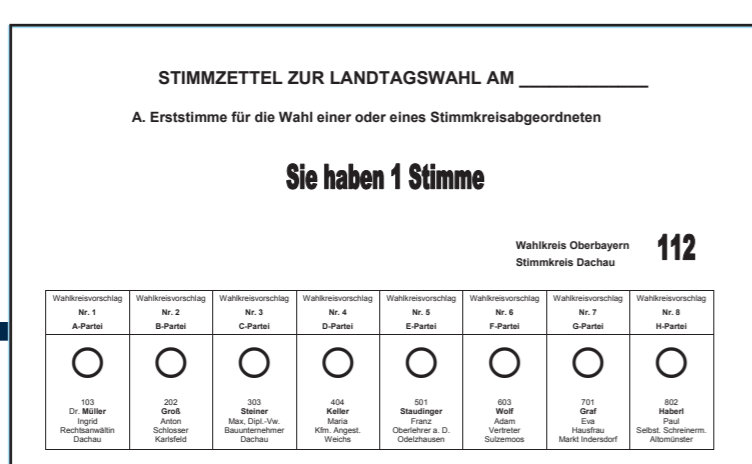 STIMMZETTEL ZUR LANDTAGSWAHL AM _____________
A. Erststimme für die Wahl einer oder eines Stimmkreisabgeordneten
Sie haben 1 Stimme
Wahlkreis Oberbayern 112
Stimmkreis Dachau
Wahlkreisvorschlag Wahlkreisvorschlag Wahlkreisvorschlag Wahlkreisvorschlag Wahlkreisvorschlag Wahlkreisvorschlag Wahlkreisvorschlag Wahlkreisvorschlag
Nr. 1 Nr. 2 Nr. 3 Nr. 4 Nr. 5 Nr. 6 Nr. 7 Nr. 8
A-Partei B-Partei C-Partei D-Partei E-Partei F-Partei G-Partei H-Partei
103 202 303 404 501 603 701 802
Dr. Müller Groß Steiner Keller Staudinger Wolf Graf Haberl
Ingrid Anton Max, Dipl.-Vw. Maria Franz Adam Eva Paul
Rechtsanwältin Schlosser Bauunternehmer Kfm. Angest. Oberlehrer a. D. Vertreter Hausfrau Selbst. Schreinerm.
Dachau Karlsfeld Dachau Weichs Odelzhausen Sulzemoos Markt Indersdorf Altomünster